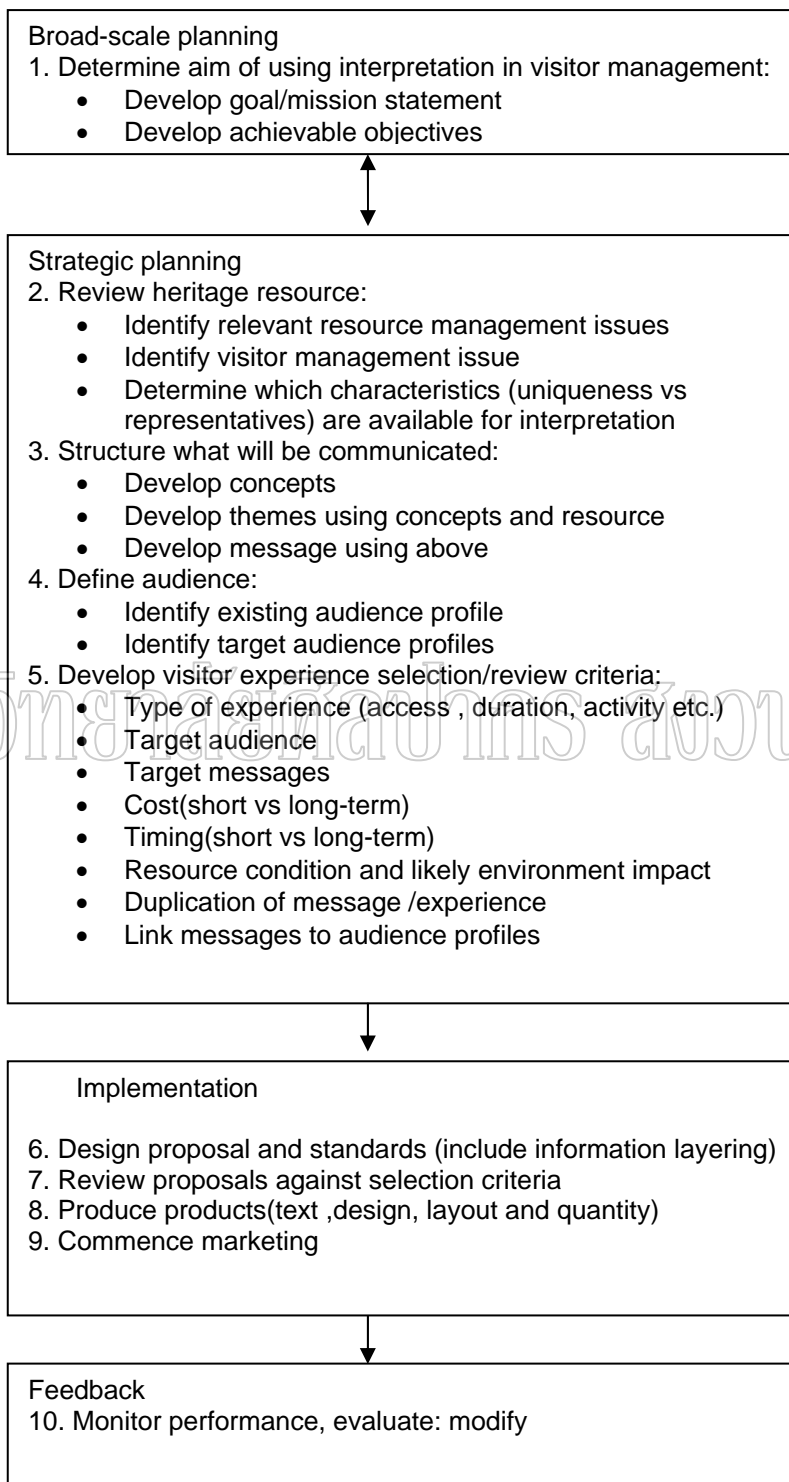 Broad-scale planning
1. Determine aim of using interpretation in visitor management:
• Develop goal/mission statement
• Develop achievable objectives
Strategic planning
2. Review heritage resource:
• Identify relevant resource management issues
• Identify visitor management issue
• Determine which characteristics (uniqueness vs
representatives) are available for interpretation
3. Structure what will be communicated:
• Develop concepts
• Develop themes using concepts and resource
• Develop message using above
4. Define audience:
• Identify existing audience profile
• Identify target audience profiles
5. Develop visitor experience selection/review criteria:
• Type of experience (access , duration, activity etc.)
• Target audience
• Target messages
• Cost(short vs long-term)
• Timing(short vs long-term)
• Resource condition and likely environment impact
• Duplication of message /experience
• Link messages to audience profiles
Implementation
6. Design proposal and standards (include information layering)
7. Review proposals against selection criteria
8. Produce products(text ,design, layout and quantity)
9. Commence marketing
Feedback
10. Monitor performance, evaluate: modify